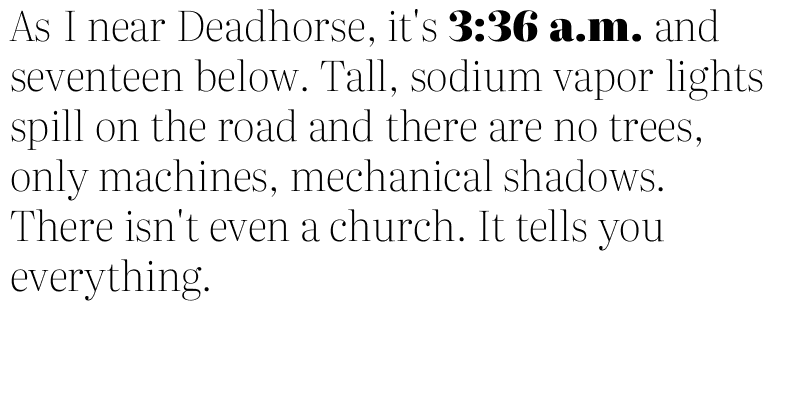 As I near Deadhorse, it's 3:36 a.m. and
seventeen below. Tall, sodium vapor lights
spill on the road and there are no trees,
only machines, mechanical shadows.
There isn't even a church. It tells you
everything.